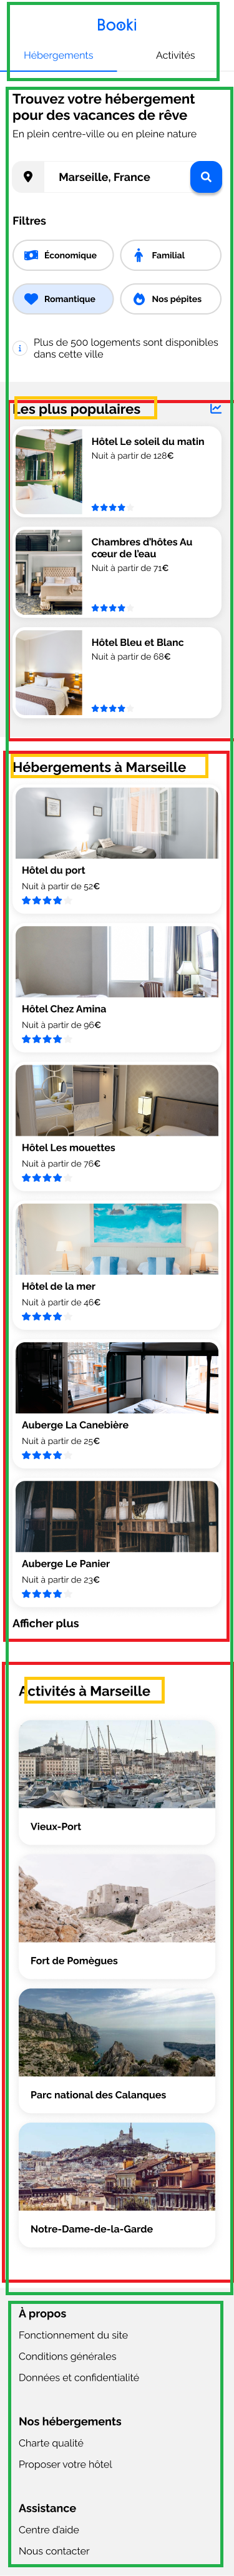 Booki
Hébergements
Activités
Trouvez votre hébergement
pour des vacances de rêve
En plein centre-ville ou en pleine nature
Marseille, France
Filtres
Économique
Familial
Romantique
Nos pépites
Plus de 500 logements sont disponibles
dans cette ville
Les plus populaires
Hôtel Le soleil du matin
Nuit à partir de 128€
Chambres d'hôtes Au
cœur de l'eau
Nuit à partir de 71€
Hôtel Bleu et Blanc
Nuit à partir de 68€
Hébergements à Marseille
Hôtel du port
Nuit à partir de 52€
Hôtel Chez Amina
Nuit à partir de 96€
Hôtel Les mouettes
Nuit à partir de 76€
Hôtel de la mer
Nuit à partir de 46€
Auberge La Canebière
Nuit à partir de 25€
Auberge Le Panier
Nuit à partir de 23€
Afficher plus
Activités à Marseille
Vieux-Port
Fort de Pomègues
Parc national des Calanques
Notre-Dame-de-la-Garde
À propos
Fonctionnement du site
Conditions générales
Données et confidentialité
Nos hébergements
Charte qualité
Proposer votre hôtel
Assistance
Centre d'aide
Nous contacter